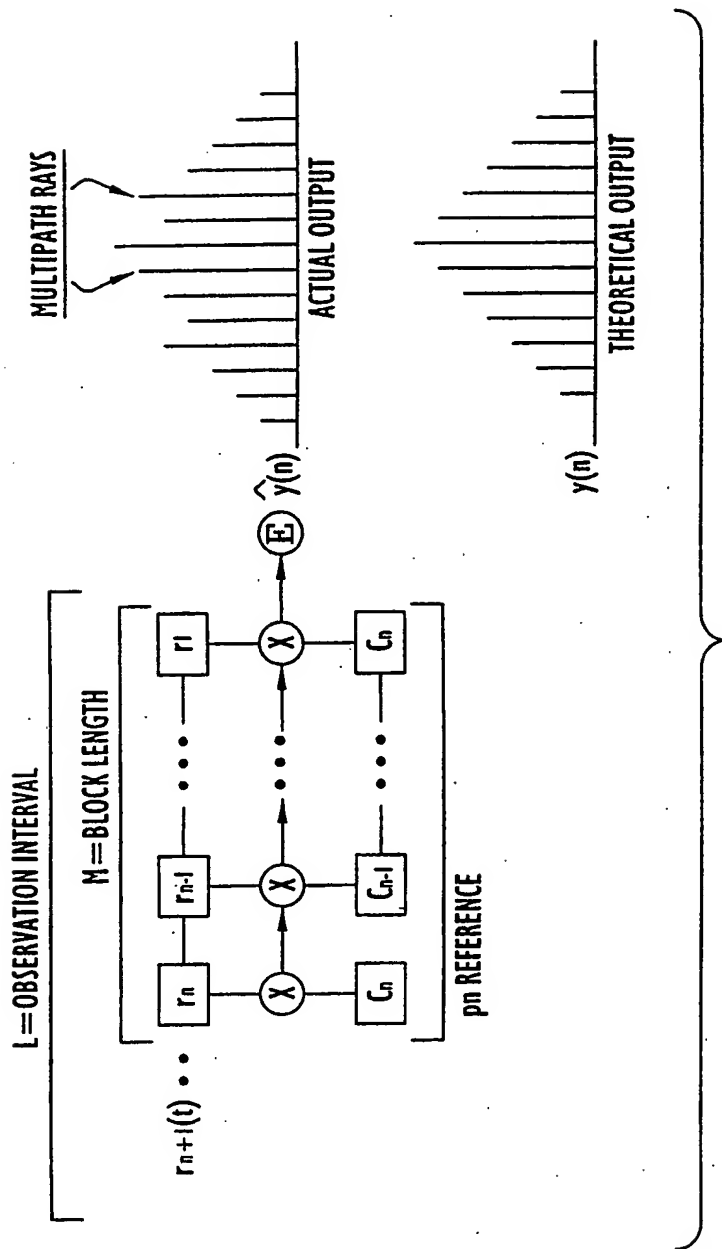 L=OBSERVATION INTERVAL
M=BLOCK LENGTH
rn+1(t) • •
rn
rn-1
• • •
r1
X
X
• • •
X
E
ŷ(n)
Cn
Cn-1
• • •
Cn
pn REFERENCE
MULTIPATH RAYS
ACTUAL OUTPUT
y(n)
THEORETICAL OUTPUT